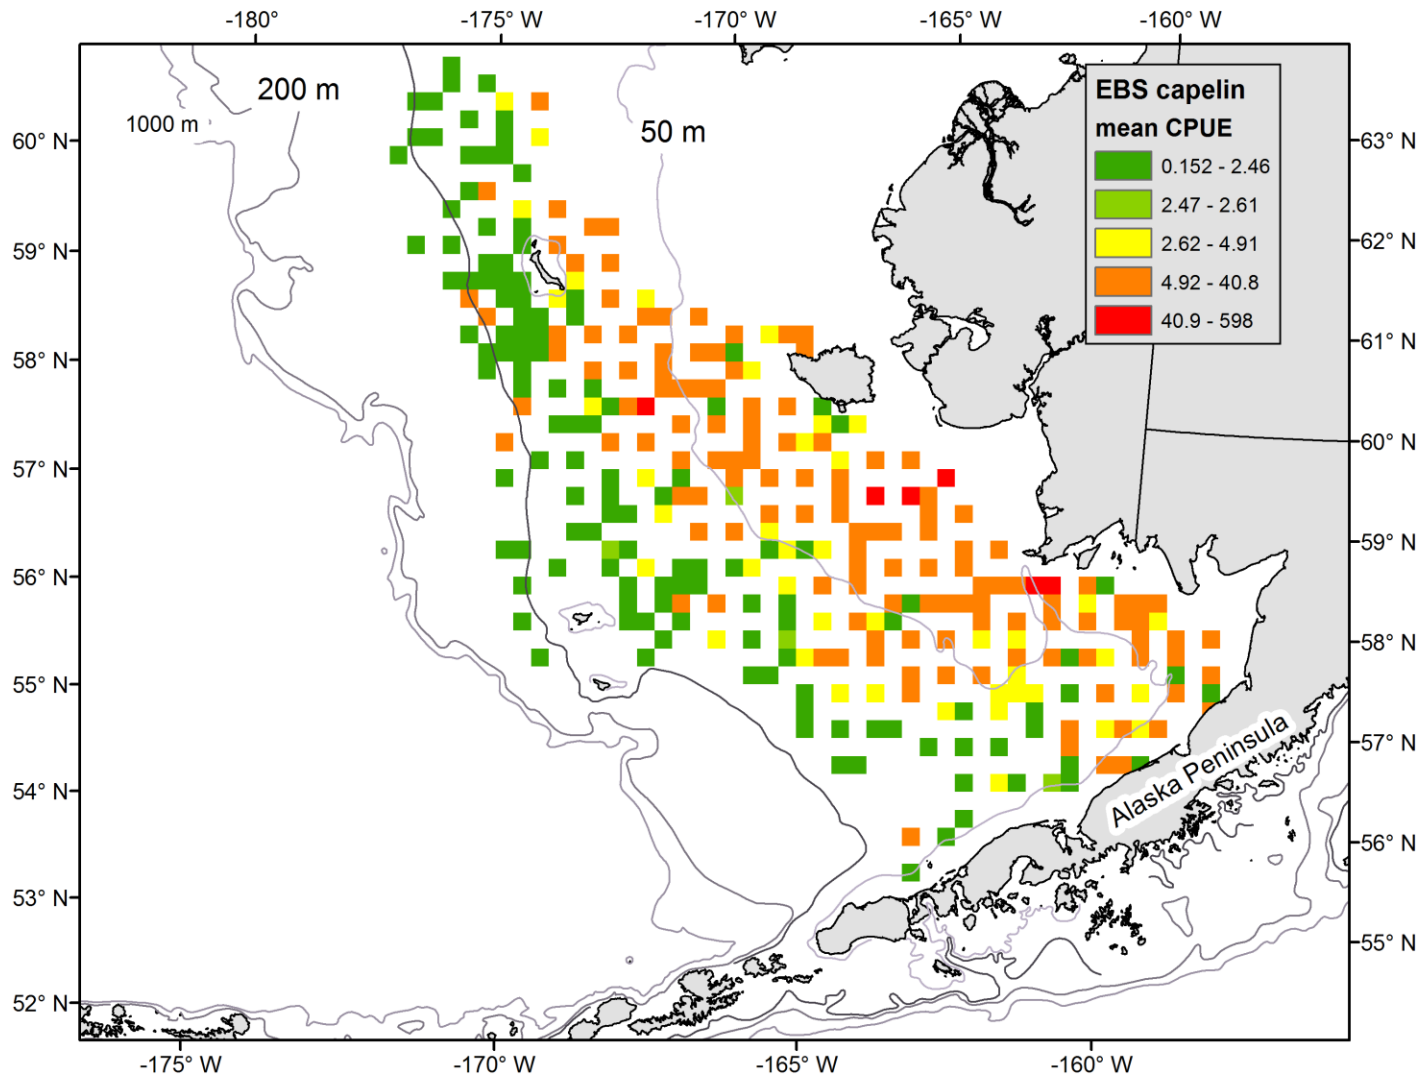 -180°
-175° W
-170° W
-165° W
-160° W
200 m
1000 m
50 m
EBS capelin
mean CPUE
0.152 - 2.46
2.47 - 2.61
2.62 - 4.91
4.92 - 40.8
40.9 - 598
60° N
59° N
58° N
57° N
56° N
55° N
54° N
53° N
52° N
63° N
62° N
61° N
60° N
59° N
58° N
57° N
56° N
55° N
Alaska Peninsula
-175° W
-170° W
-165° W
-160° W